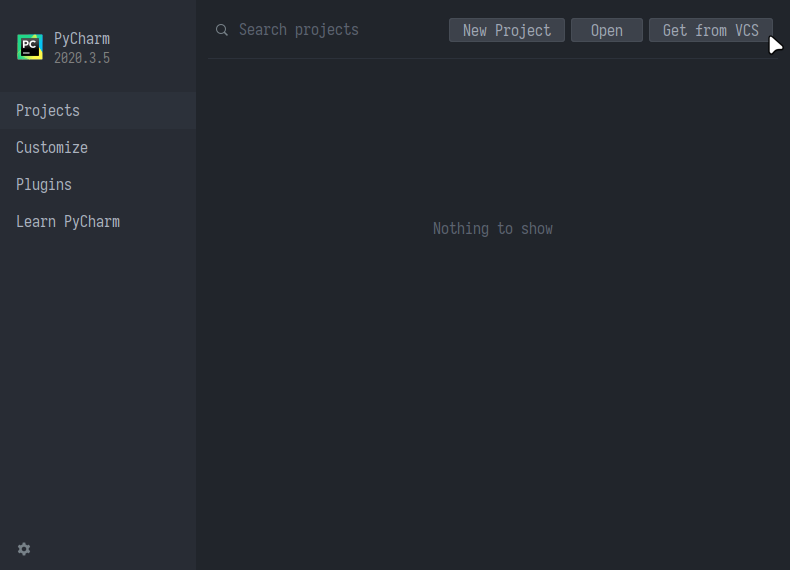 PC
PyCharm
2020.3.5
Search projects
New Project
Open
Get from VCS
Projects
Customize
Plugins
Learn PyCharm
Nothing to show